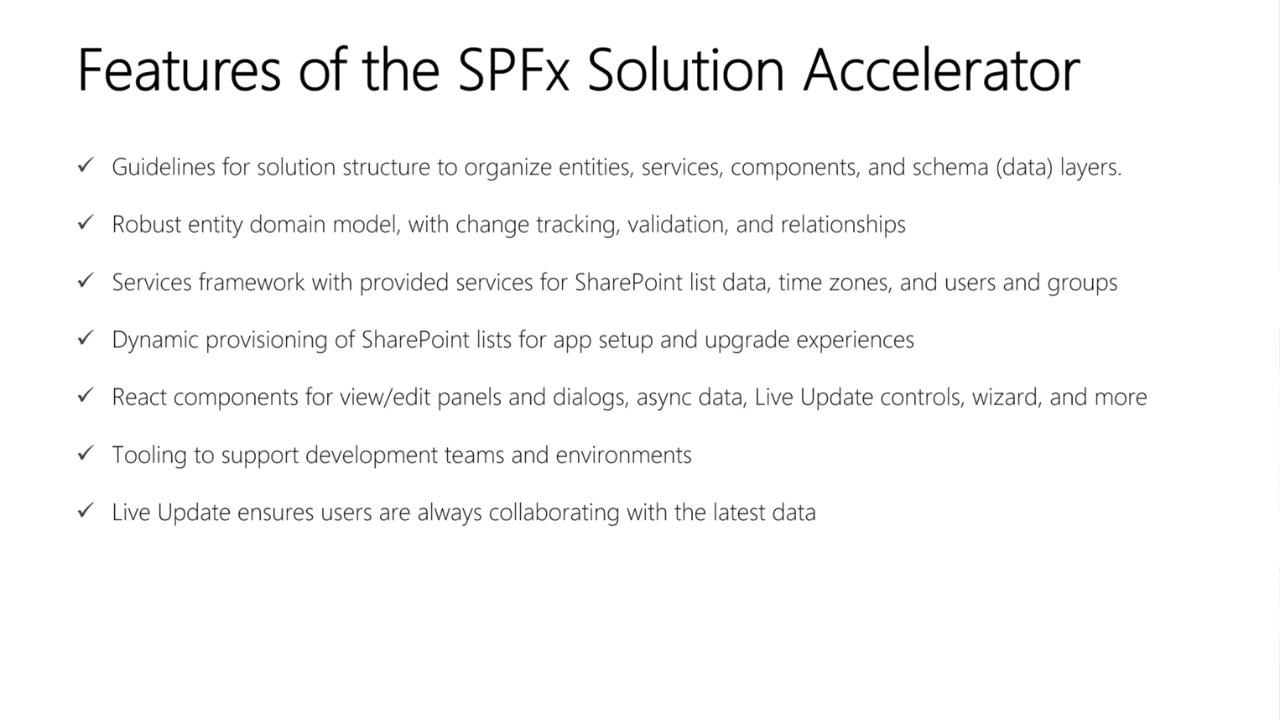 Features of the SPFx Solution Accelerator
✓ Guidelines for solution structure to organize entities, services, components, and schema (data) layers.
✓ Robust entity domain model, with change tracking, validation, and relationships
✓ Services framework with provided services for SharePoint list data, time zones, and users and groups
✓ Dynamic provisioning of SharePoint lists for app setup and upgrade experiences
✓ React components for view/edit panels and dialogs, async data, Live Update controls, wizard, and more
✓ Tooling to support development teams and environments
✓ Live Update ensures users are always collaborating with the latest data